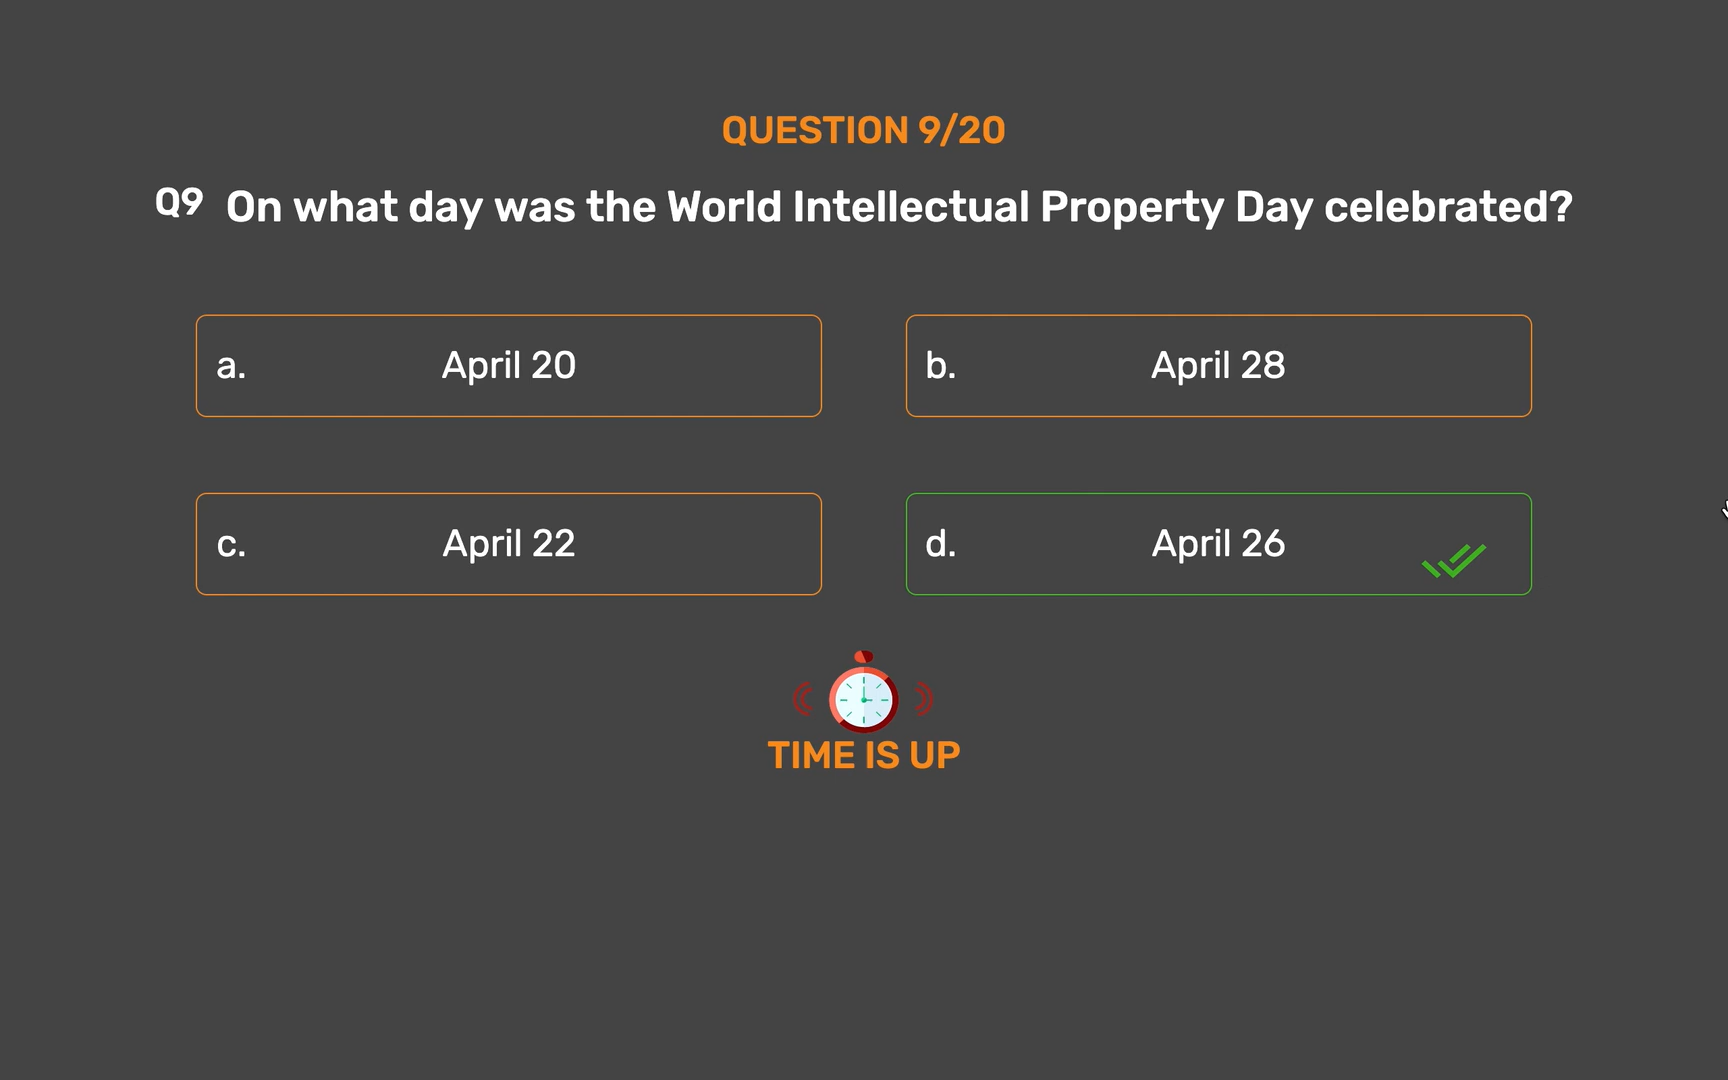 QUESTION 9/20
Q9 On what day was the World Intellectual Property Day celebrated?
a. April 20
b. April 28
c. April 22
d. April 26
TIME IS UP